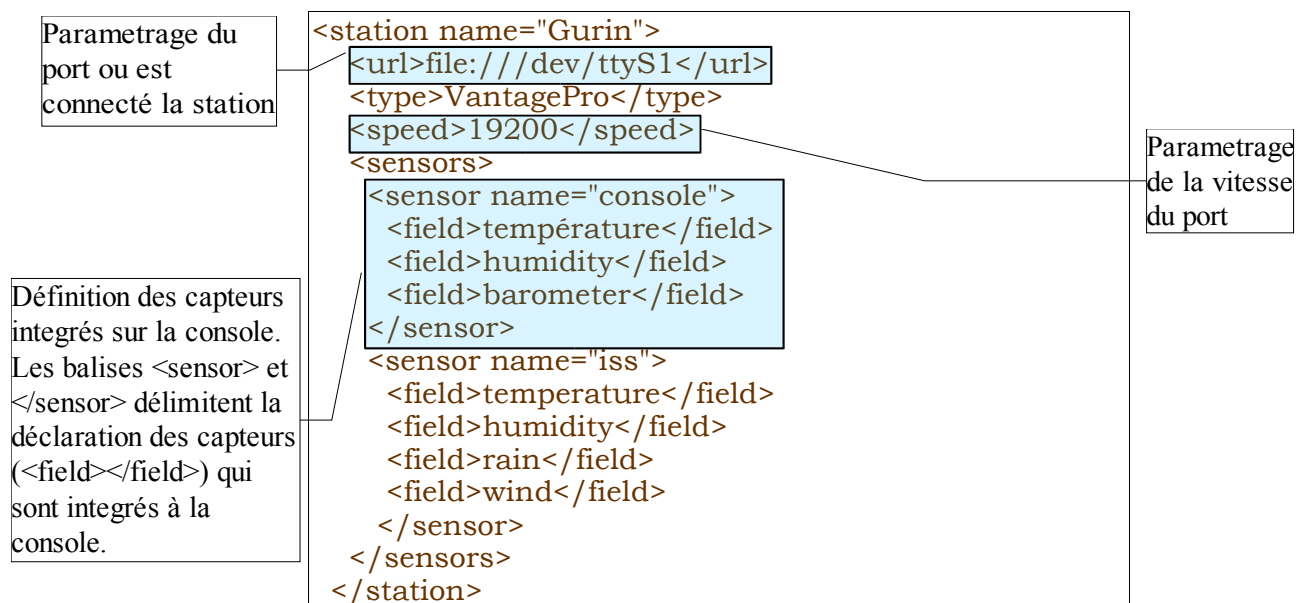 Parametrage du
port ou est
connecté la station
<station name="Gurin">
<url>file:///dev/ttyS1</url>
<type>VantagePro</type>
<speed>19200</speed>
<sensors>
<sensor name="console">
<field>température</field>
<field>humidity</field>
<field>barometer</field>
</sensor>
<sensor name="iss">
<field>temperature</field>
<field>humidity</field>
<field>rain</field>
<field>wind</field>
</sensor>
</sensors>
</station>
Parametrage
de la vitesse
du port
Définition des capteurs
integrés sur la console.
Les balises <sensor> et
</sensor> délimitent la
déclaration des capteurs
(<field></field>) qui
sont integrés à la
console.